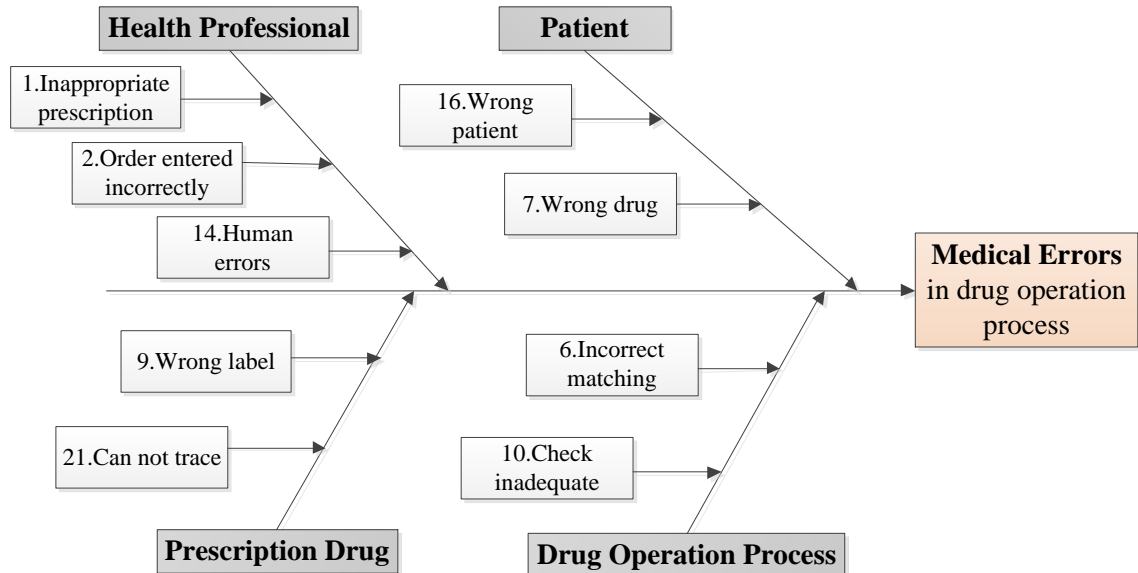 Health Professional
Patient
1.Inappropriate
prescription
16.Wrong
patient
2.Order entered
incorrectly
7.Wrong drug
14.Human
errors
Medical Errors
in drug operation
process
9.Wrong label
6.Incorrect
matching
21.Can not trace
10.Check
inadequate
Prescription Drug
Drug Operation Process